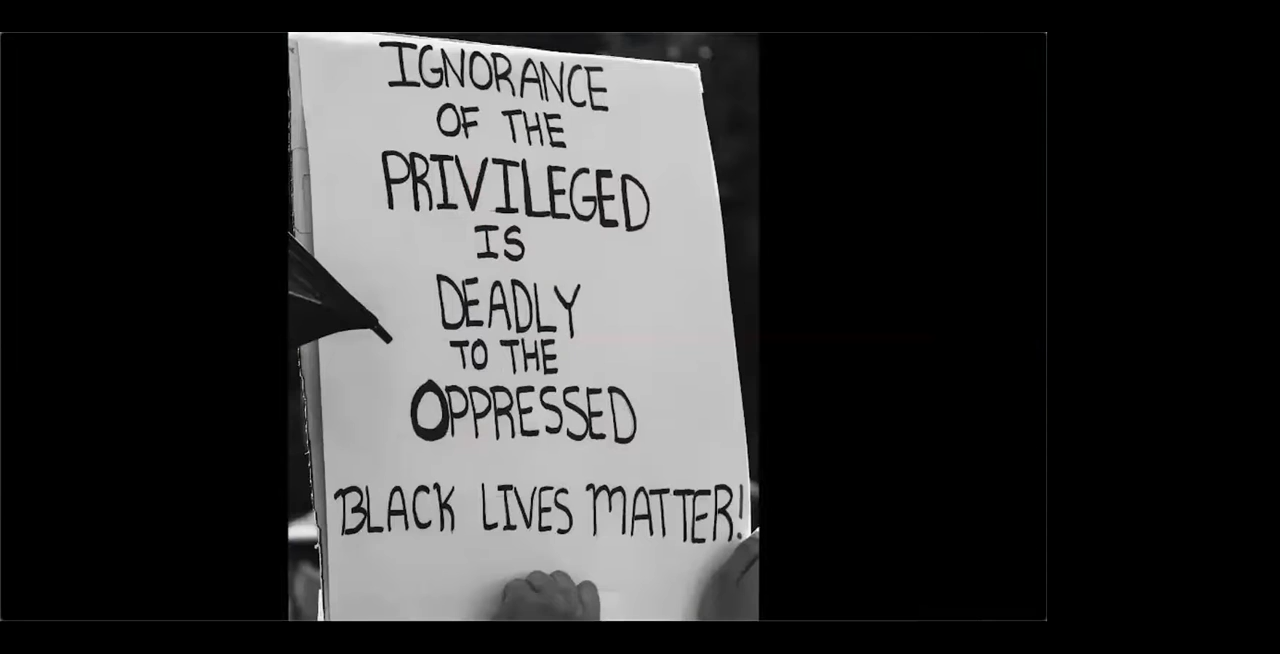 IGNORANCE
OF THE
PRIVILEGED
IS
DEADLY
TO THE
OPPRESSED
BLACK LIVES MATTER!